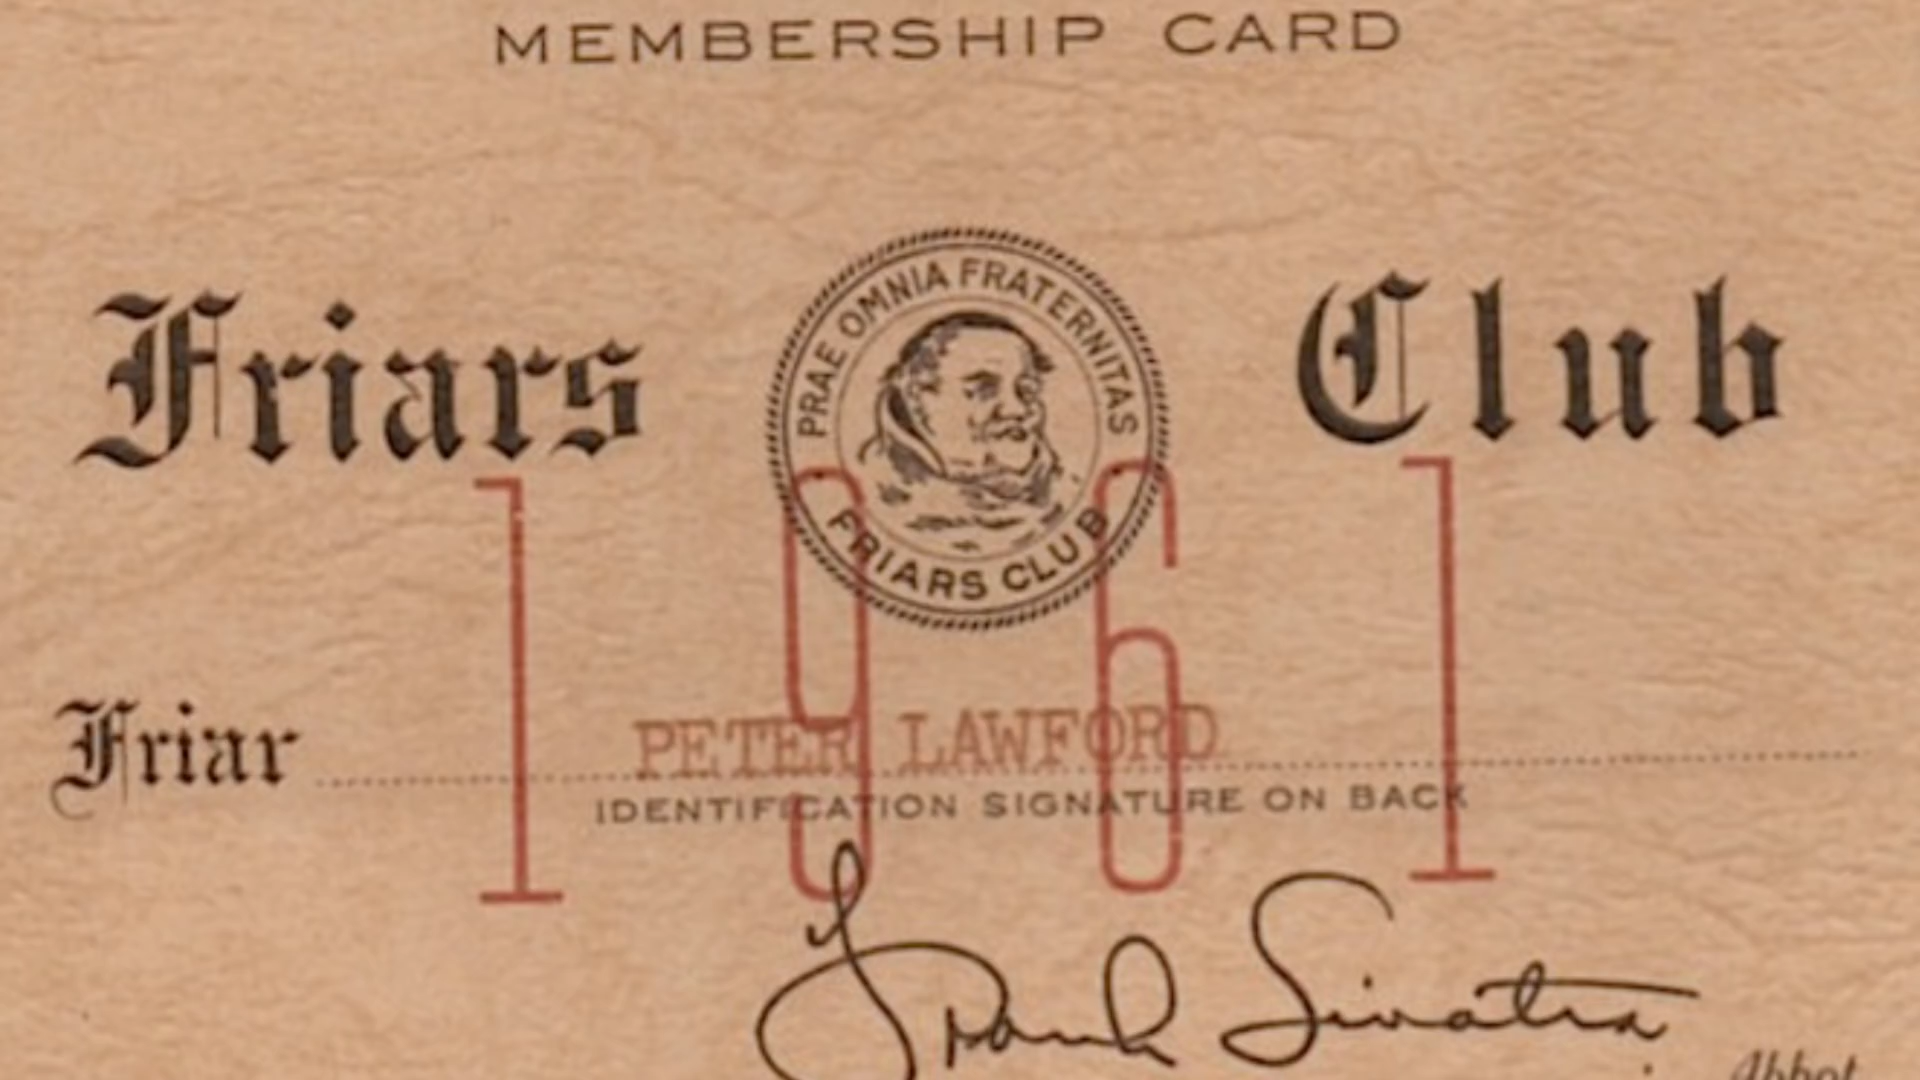 MEMBERSHIP CARD
Friars Club
PRAE OMNIA FRATERNITAS
FRIARS CLUB
1961
Friar PETER LAWFORD
IDENTIFICATION SIGNATURE ON BACK
Frank Sinatra
Abbot